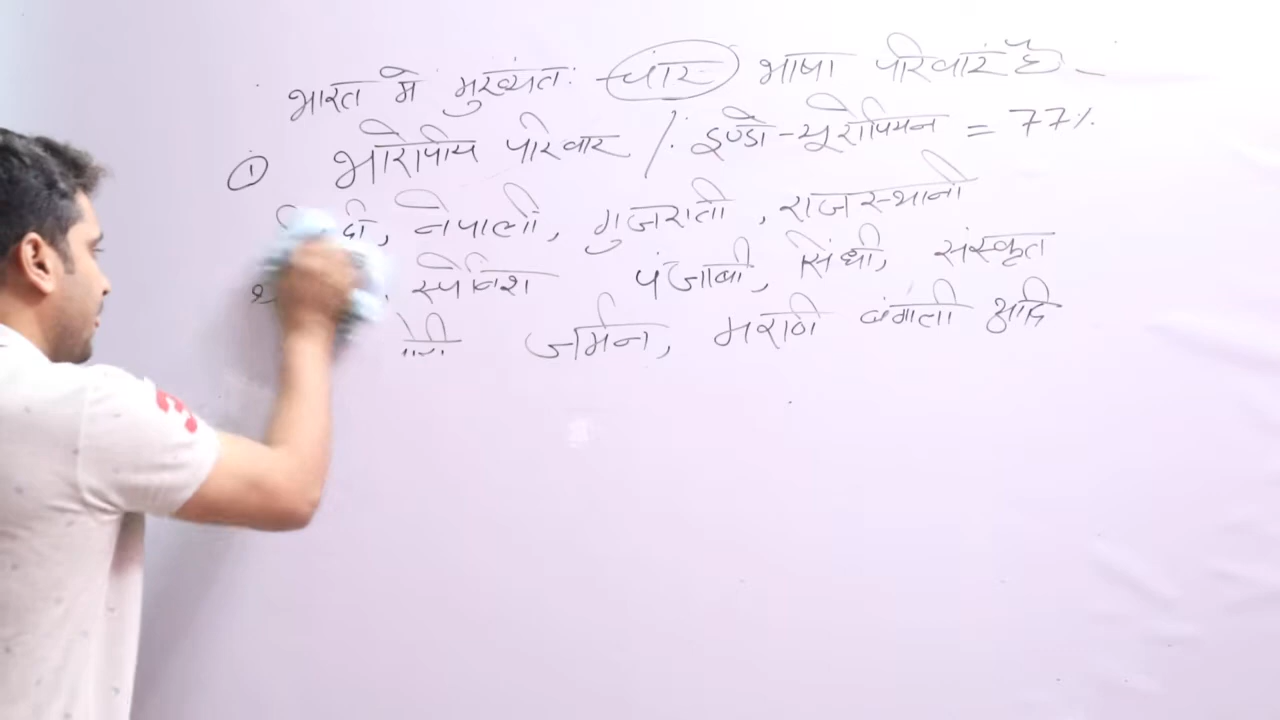 भारत मे मुख्यतः चार भाषा परिवार है -
① भारोपीय परिवार / इण्डो - यूरोपियन = 77%
नेपाली, गुजराती, राजस्थानी
स्पेनिश पंजाबी, सिंधी, संस्कृत
जर्मन, मराठी बंगाली आदि